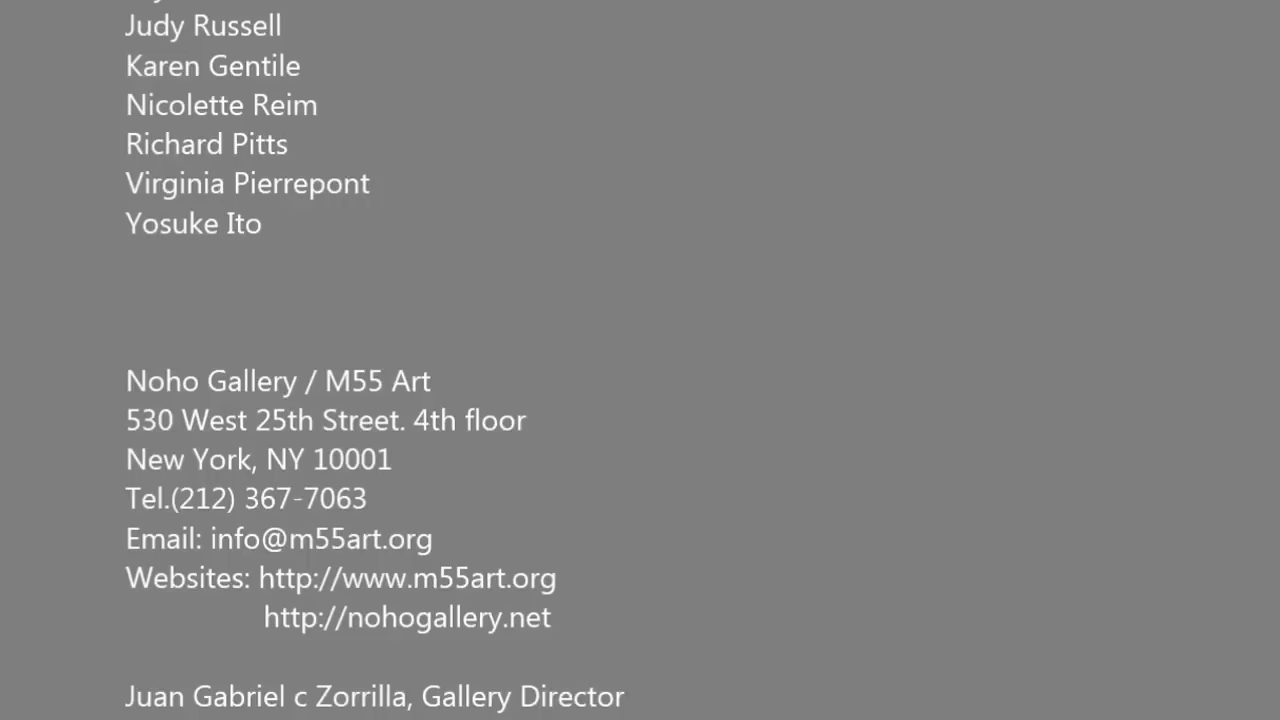 Judy Russell
Karen Gentile
Nicolette Reim
Richard Pitts
Virginia Pierrepont
Yosuke Ito
Noho Gallery / M55 Art
530 West 25th Street. 4th floor
New York, NY 10001
Tel.(212) 367-7063
Email: info@m55art.org
Websites: http://www.m55art.org
http://nohogallery.net
Juan Gabriel c Zorrilla, Gallery Director